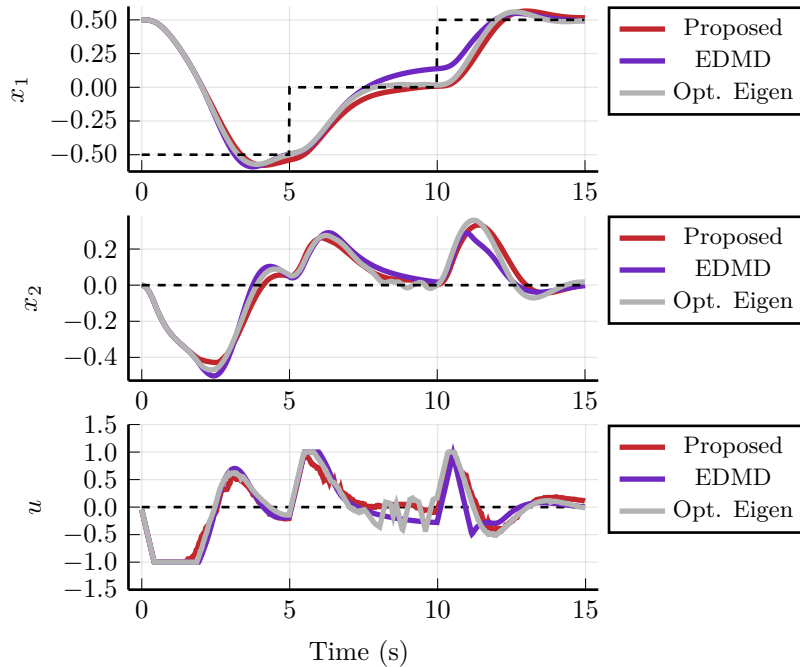 0.50
0.25
0.00
−0.25
−0.50
x₁
0 5 10 15
Proposed
EDMD
Opt. Eigen
0.2
0.0
−0.2
−0.4
x₂
0 5 10 15
Proposed
EDMD
Opt. Eigen
1.5
1.0
0.5
0.0
−0.5
−1.0
−1.5
u
0 5 10 15
Time (s)
Proposed
EDMD
Opt. Eigen